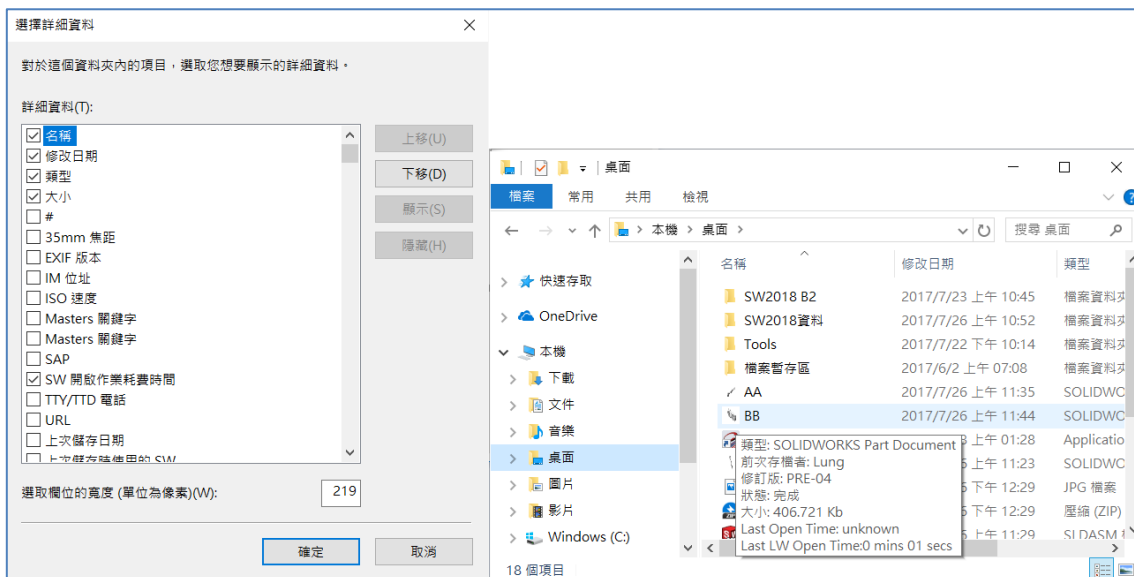 選擇詳細資料
對於這個資料夾內的項目，選取您想要顯示的詳細資料。
詳細資料(T):
名稱
修改日期
類型
大小
#
35mm 焦距
EXIF 版本
IM 位址
ISO 速度
Masters 關鍵字
Masters 關鍵字
SAP
SW 開啟作業耗費時間
TTY/TTD 電話
URL
上次儲存日期
上次儲存時使用的 SW
上移(U)
下移(D)
顯示(S)
隱藏(H)
選取欄位的寬度 (單位為像素)(W): 219
確定 取消
桌面
檔案 常用 共用 檢視
本機 桌面 搜尋 桌面
快速存取
OneDrive
本機
下載
文件
音樂
桌面
圖片
影片
Windows (C:)
名稱 修改日期 類型
SW2018 B2 2017/7/23 上午 10:45 檔案資料夾
SW2018資料 2017/7/26 上午 10:52 檔案資料夾
Tools 2017/7/22 下午 10:14 檔案資料夾
檔案暫存區 2017/6/2 上午 07:08 檔案資料夾
AA 2017/7/26 上午 11:35 SOLIDWC
BB 2017/7/26 上午 11:44 SOLIDWC
上午 01:28 Applicatio
上午 11:23 SOLIDWC
下午 12:29 JPG 檔案
下午 12:29 壓縮 (ZIP)
上午 11:29 SLDASM
類型: SOLIDWORKS Part Document
前次存檔者: Lung
修訂版: PRE-04
狀態: 完成
大小: 406.721 Kb
Last Open Time: unknown
Last LW Open Time:0 mins 01 secs
18 個項目